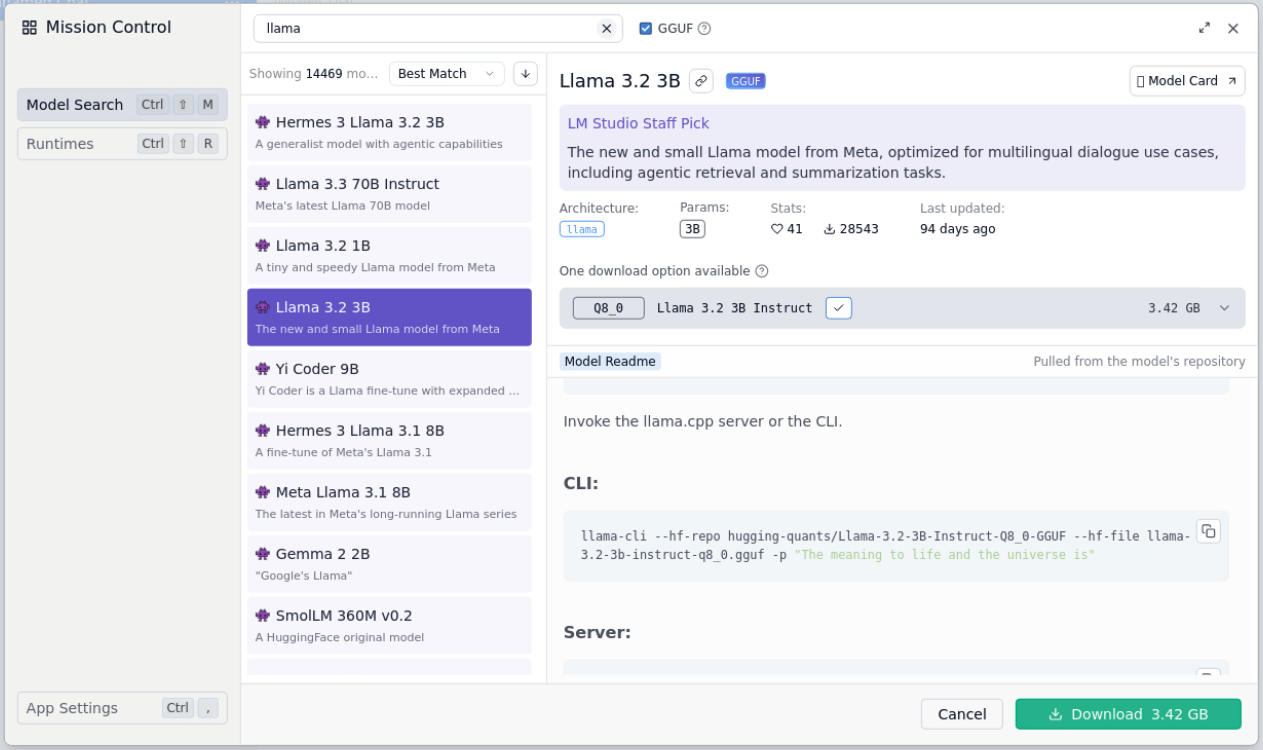 Mission Control
Model Search Ctrl ⇧ M
Runtimes Ctrl ⇧ R
App Settings Ctrl ,
llama
GGUF
Showing 14469 mo...
Best Match
Hermes 3 Llama 3.2 3B
A generalist model with agentic capabilities
Llama 3.3 70B Instruct
Meta's latest Llama 70B model
Llama 3.2 1B
A tiny and speedy Llama model from Meta
Llama 3.2 3B
The new and small Llama model from Meta
Yi Coder 9B
Yi Coder is a Llama fine-tune with expanded ...
Hermes 3 Llama 3.1 8B
A fine-tune of Meta's Llama 3.1
Meta Llama 3.1 8B
The latest in Meta's long-running Llama series
Gemma 2 2B
"Google's Llama"
SmolLM 360M v0.2
A HuggingFace original model
Llama 3.2 3B GGUF
Model Card
LM Studio Staff Pick
The new and small Llama model from Meta, optimized for multilingual dialogue use cases,
including agentic retrieval and summarization tasks.
Architecture: Params: Stats: Last updated:
llama 3B 41 28543 94 days ago
One download option available
Q8_0 Llama 3.2 3B Instruct 3.42 GB
Model Readme Pulled from the model's repository
Invoke the llama.cpp server or the CLI.
CLI:
llama-cli --hf-repo hugging-quants/Llama-3.2-3B-Instruct-Q8_0-GGUF --hf-file llama-
3.2-3b-instruct-q8_0.gguf -p "The meaning to life and the universe is"
Server:
Cancel Download 3.42 GB